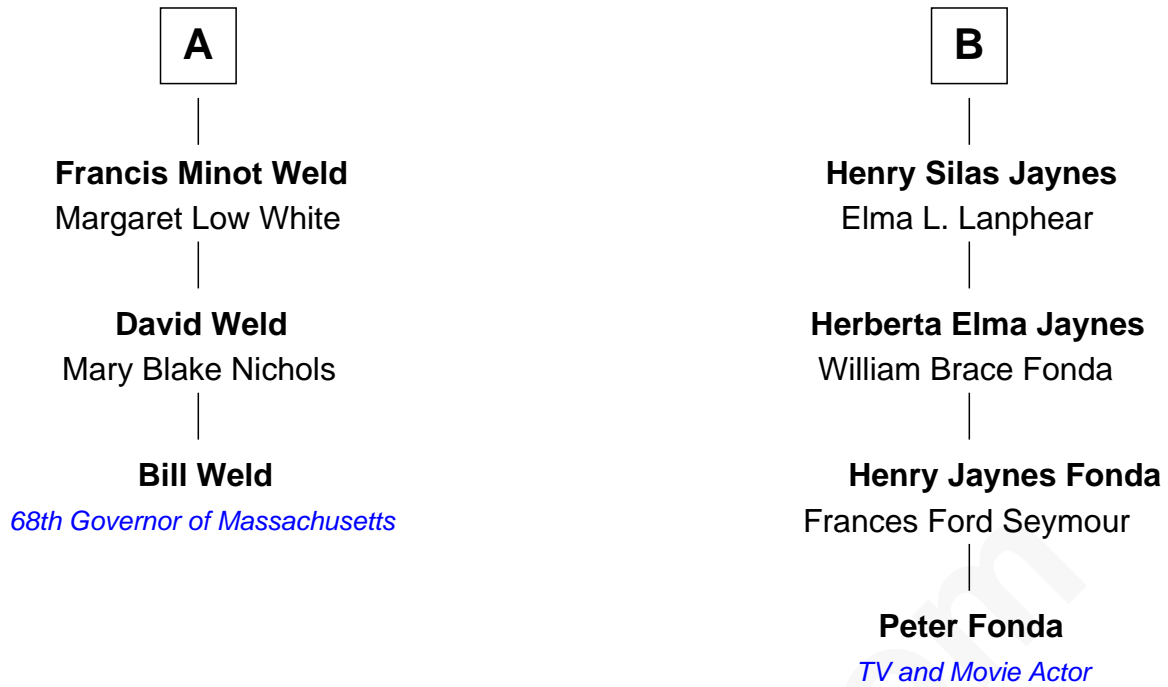 A
Francis Minot Weld
Margaret Low White
David Weld
Mary Blake Nichols
Bill Weld
68th Governor of Massachusetts
B
Henry Silas Jaynes
Elma L. Lanphear
Herberta Elma Jaynes
William Brace Fonda
Henry Jaynes Fonda
Frances Ford Seymour
Peter Fonda
TV and Movie Actor